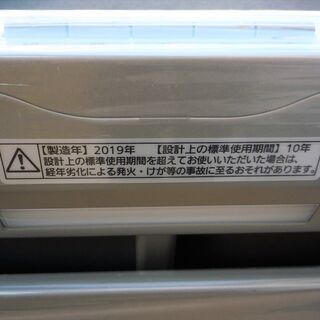 【製造年】2019年 【設計上の標準使用期間】10年
設計上の標準使用期間を超えてお使いいただいた場合は、
経年劣化による発火・けが等の事故に至るおそれがあります。